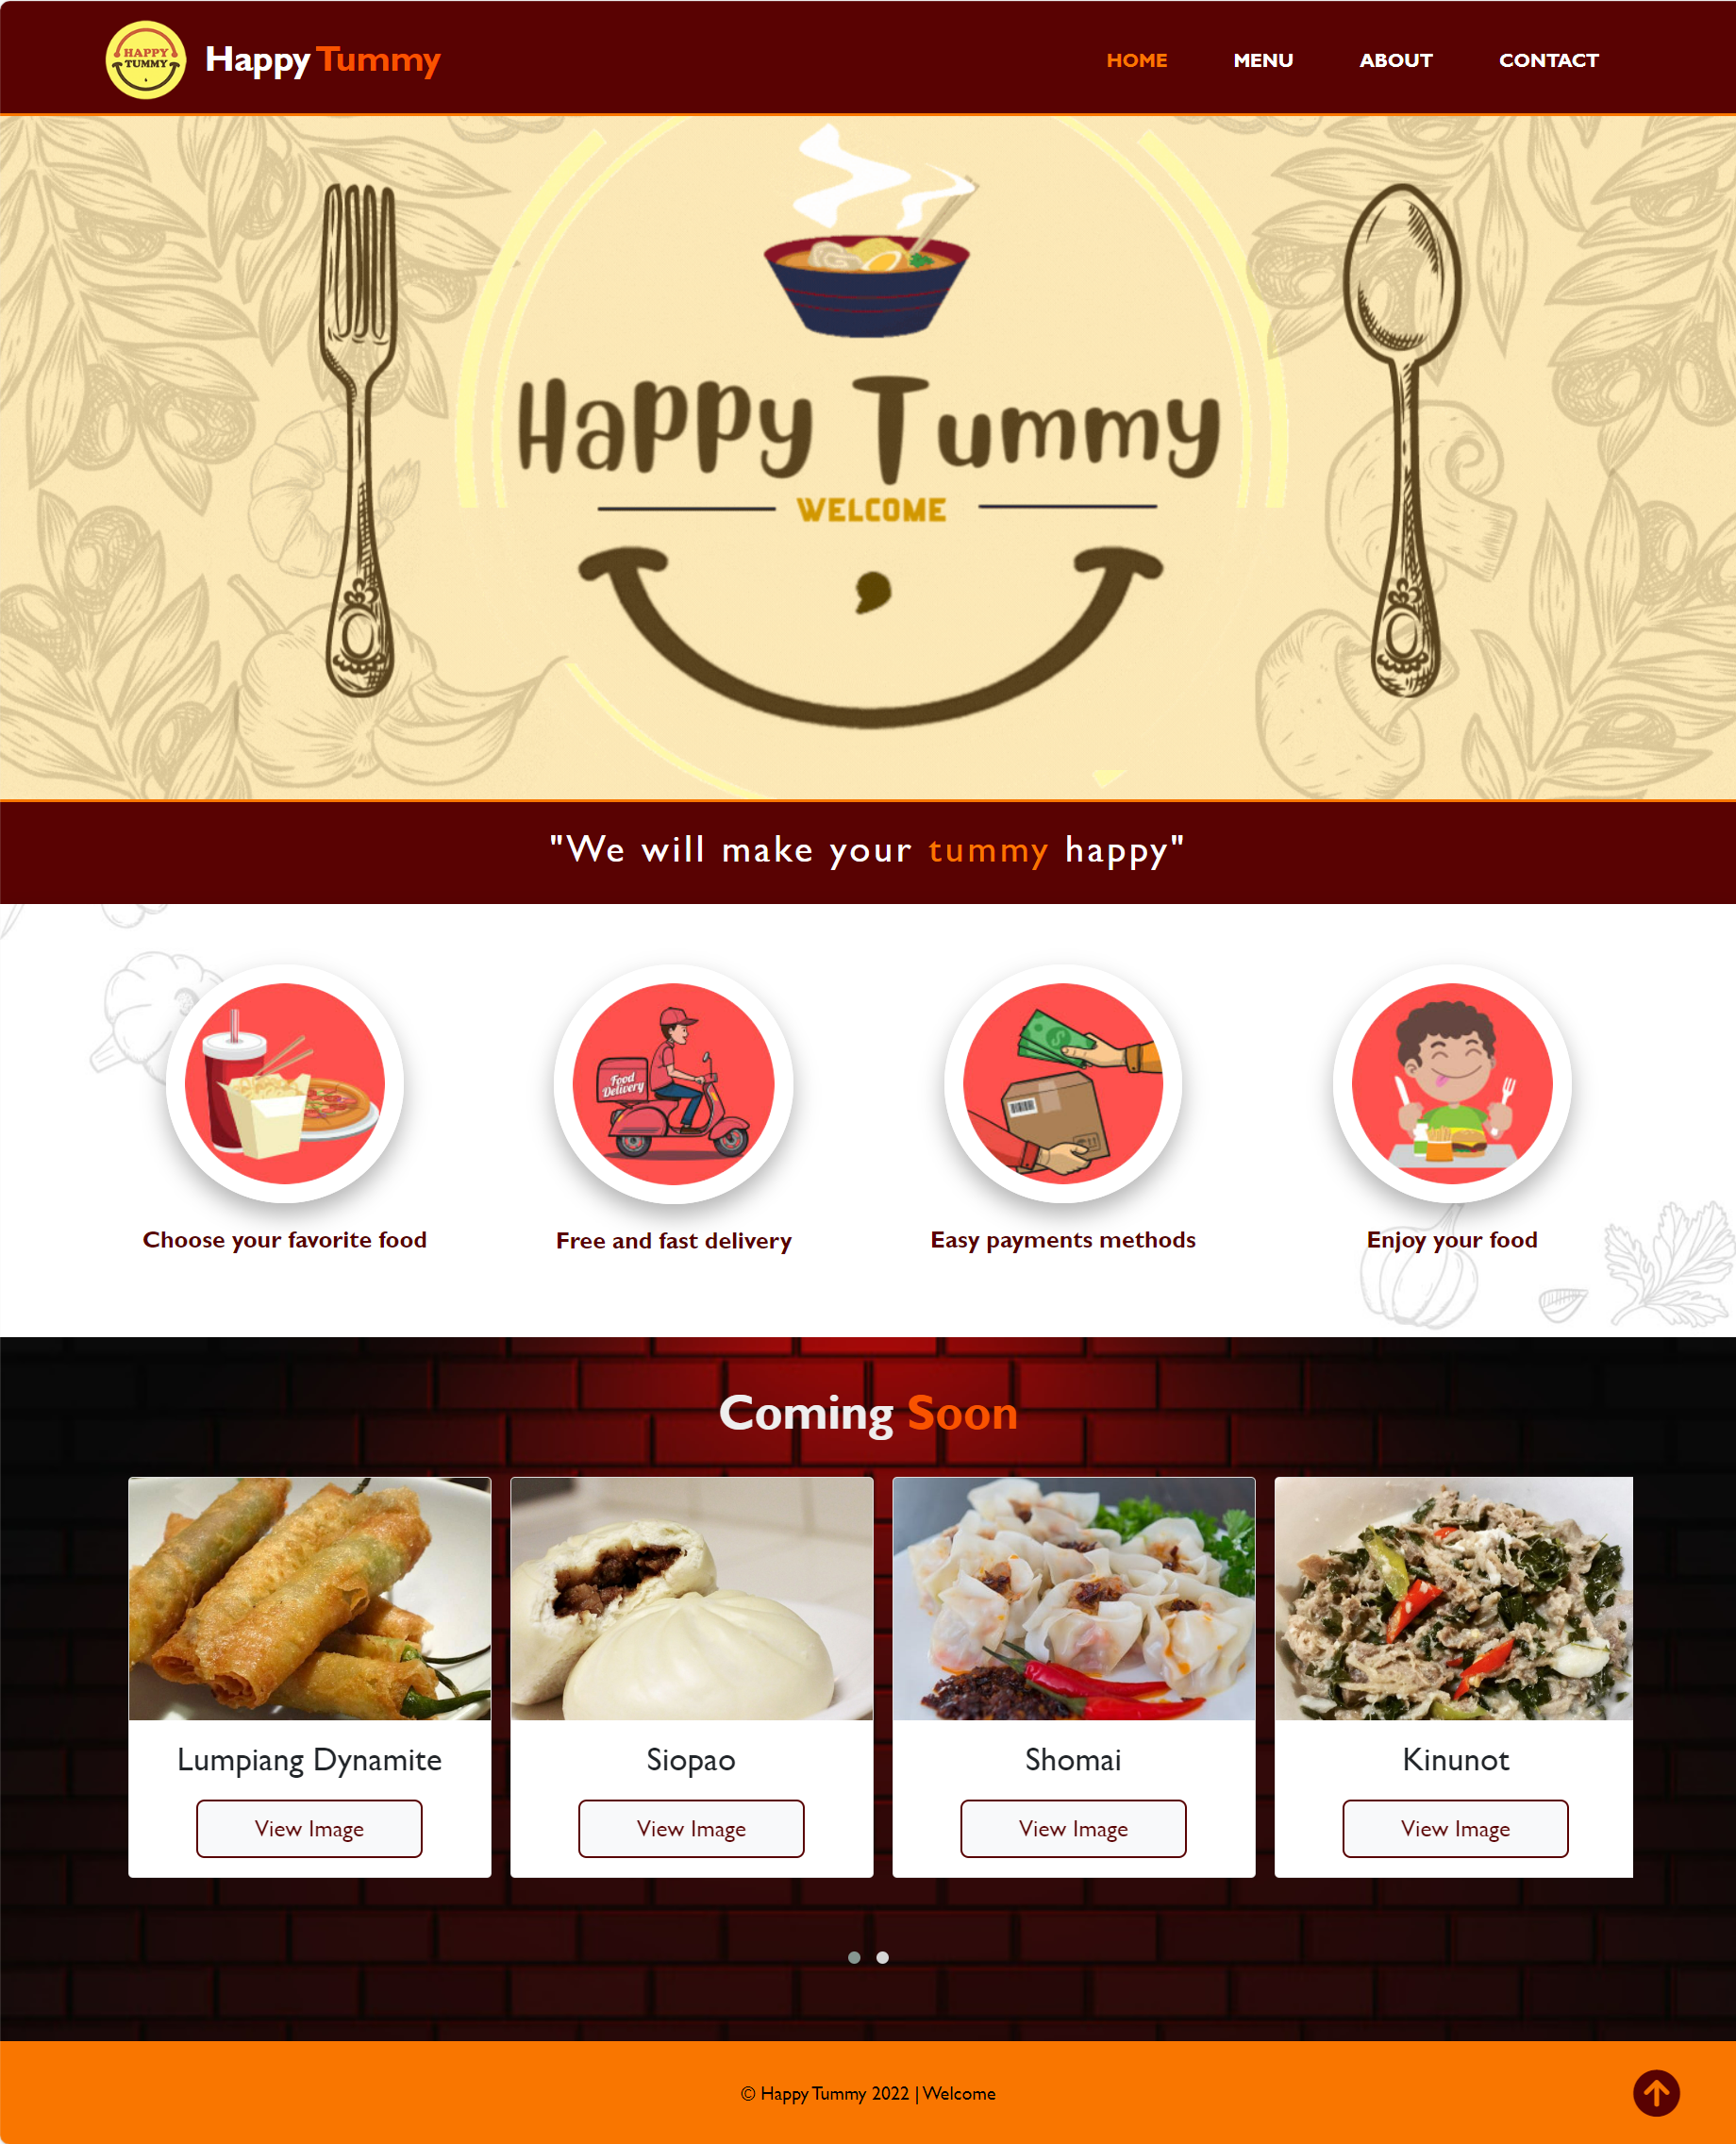 HAPPY
TUMMY
Happy Tummy
HOME MENU ABOUT CONTACT
Happy Tummy
WELCOME
"We will make your tummy happy"
Food
Delivery
Choose your favorite food
Free and fast delivery
Easy payments methods
Enjoy your food
Coming Soon
Lumpiang Dynamite
View Image
Siopao
View Image
Shomai
View Image
Kinunot
View Image
© Happy Tummy 2022 | Welcome